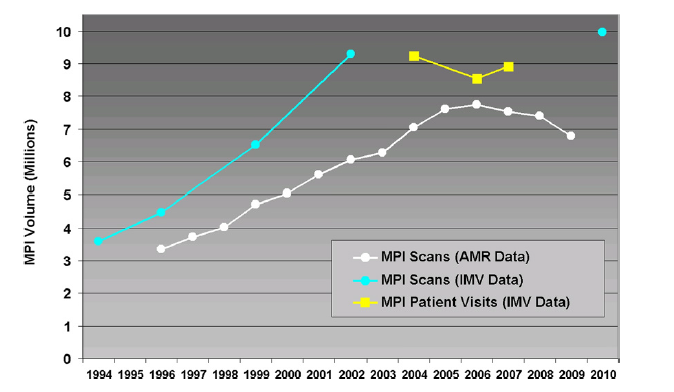 10
9
8
7
6
5
4
3
2
1
0
MPI Volume (Millions)
MPI Scans (AMR Data)
MPI Scans (IMV Data)
MPI Patient Visits (IMV Data)
1994 1995 1996 1997 1998 1999 2000 2001 2002 2003 2004 2005 2006 2007 2008 2009 2010